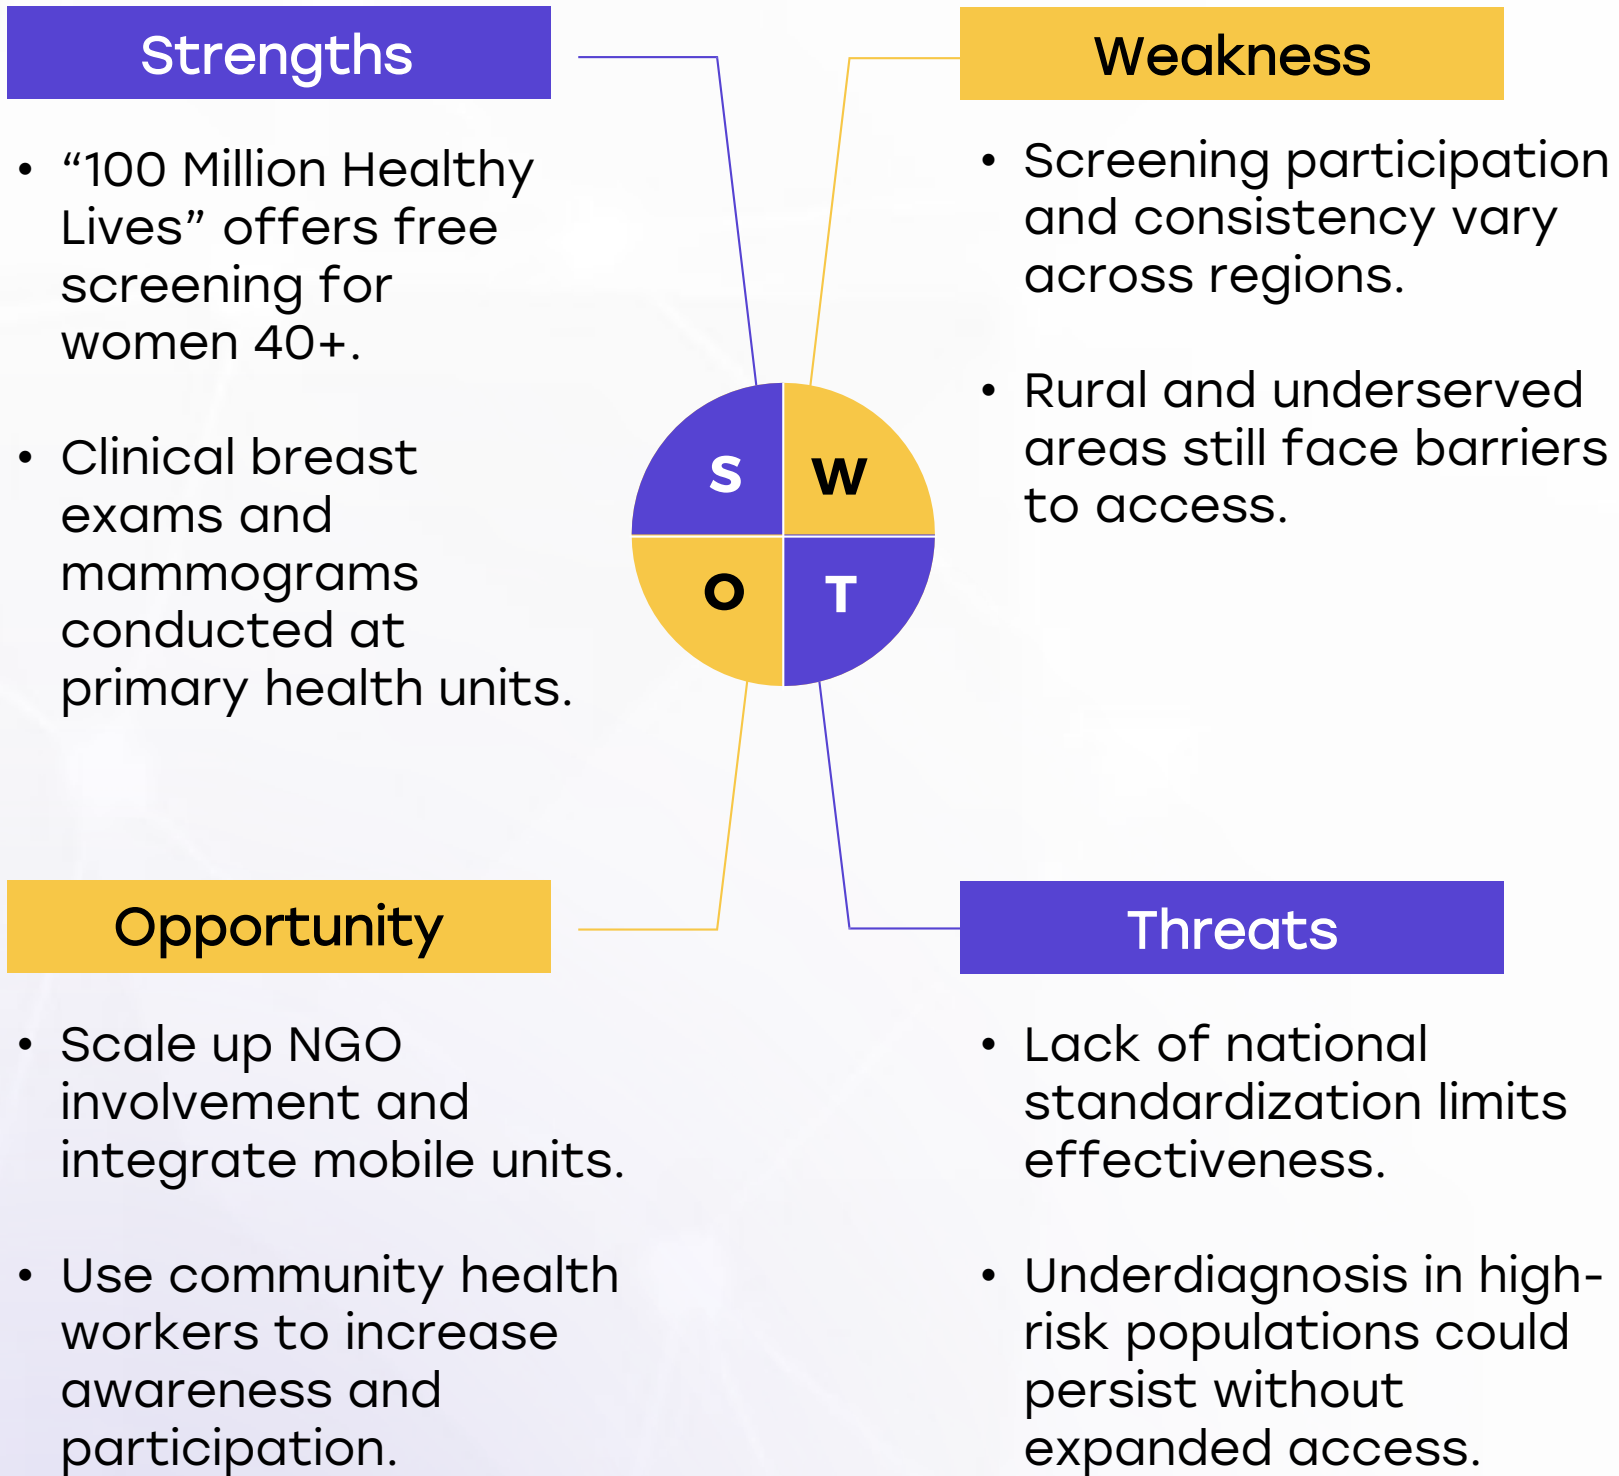 Strengths
• “100 Million Healthy
Lives” offers free
screening for
women 40+.
• Clinical breast
exams and
mammograms
conducted at
primary health units.
Weakness
• Screening participation
and consistency vary
across regions.
• Rural and underserved
areas still face barriers
to access.
S
W
O
T
Opportunity
• Scale up NGO
involvement and
integrate mobile units.
• Use community health
workers to increase
awareness and
participation.
Threats
• Lack of national
standardization limits
effectiveness.
• Underdiagnosis in high-
risk populations could
persist without
expanded access.